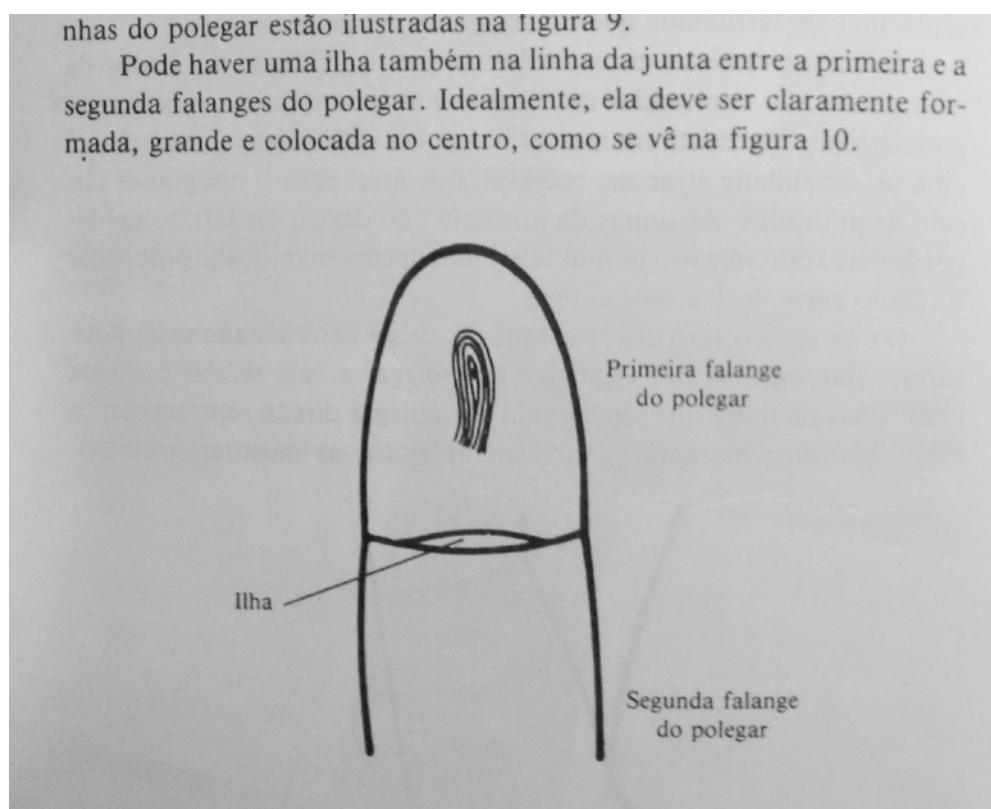 nhas do polegar estão ilustradas na figura 9.
Pode haver uma ilha também na linha da junta entre a primeira e a
segunda falanges do polegar. Idealmente, ela deve ser claramente for-
mada, grande e colocada no centro, como se vê na figura 10.
Primeira falange
do polegar
Ilha
Segunda falange
do polegar